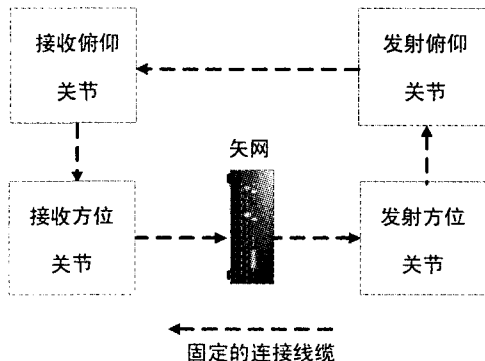 接收俯仰
关节
发射俯仰
关节
矢网
接收方位
关节
发射方位
关节
固定的连接线缆